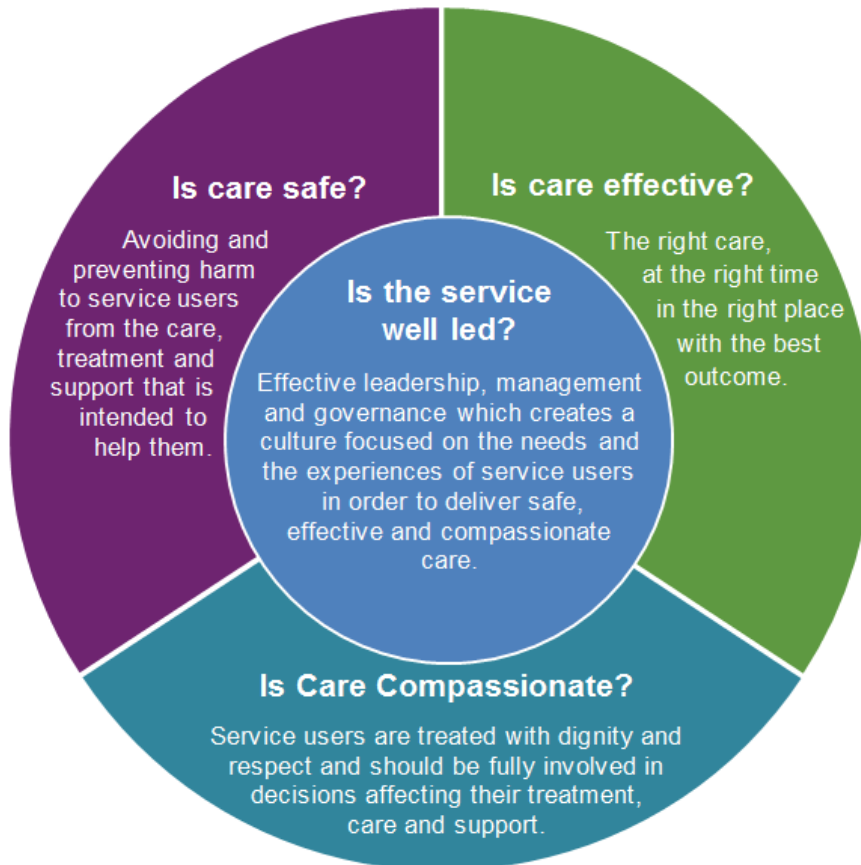 Is care safe?
Avoiding and
preventing harm
to service users
from the care,
treatment and
support that is
intended to
help them.
Is care effective?
The right care,
at the right time
in the right place
with the best
outcome.
Is the service
well led?
Effective leadership, management
and governance which creates a
culture focused on the needs and
the experiences of service users
in order to deliver safe,
effective and compassionate
care.
Is Care Compassionate?
Service users are treated with dignity and
respect and should be fully involved in
decisions affecting their treatment,
care and support.